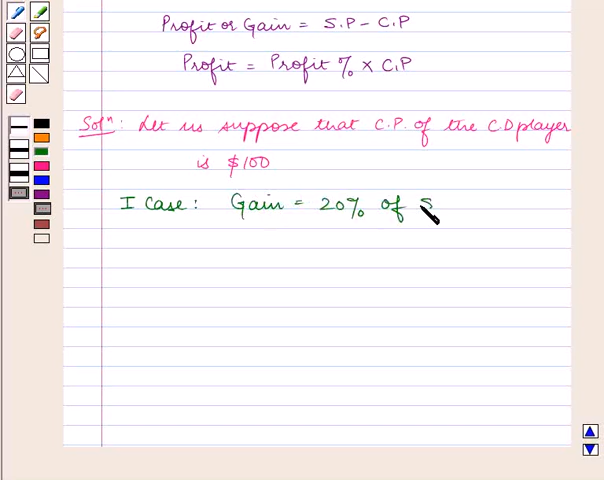 Profit or Gain = S.P - C.P
Profit = Profit % × C.P
Solⁿ: Let us suppose that C.P. of the CD player
is $100
I Case: Gain = 20% of S